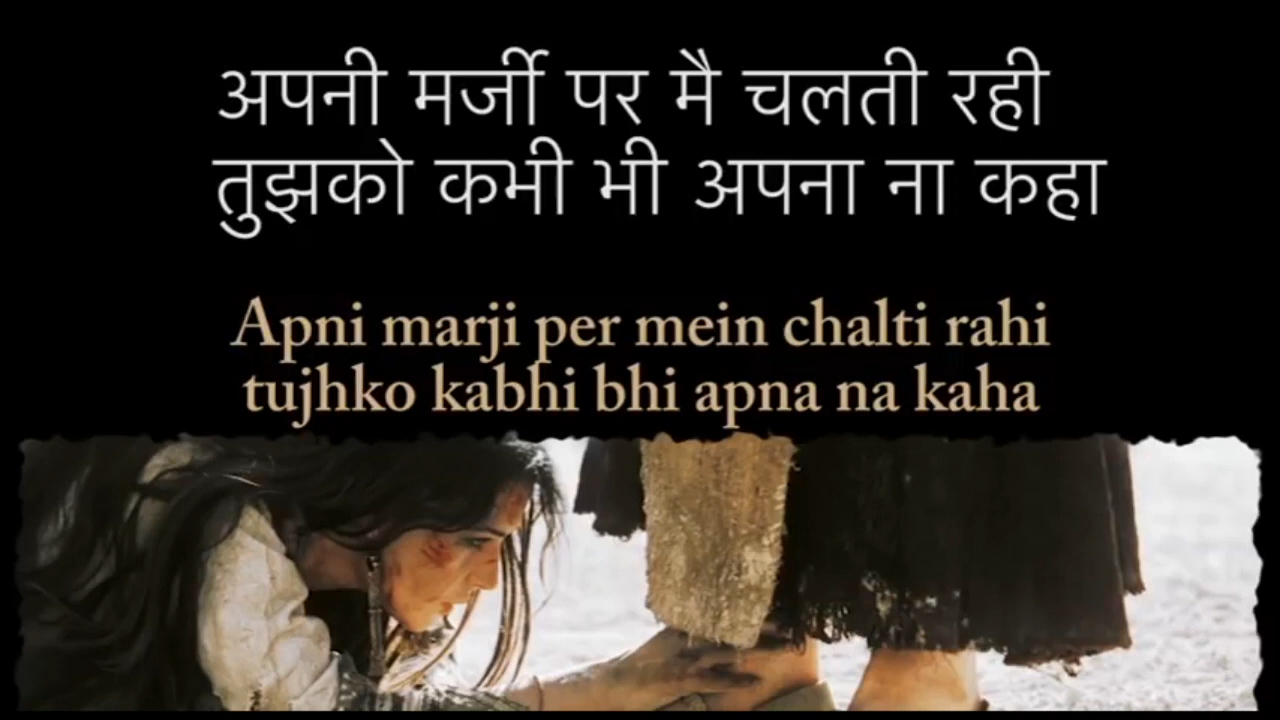 अपनी मर्जी पर मै चलती रही
तुझको कभी भी अपना ना कहा
Apni marji per mein chalti rahi
tujhko kabhi bhi apna na kaha